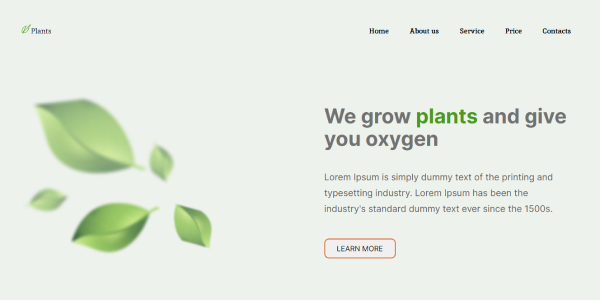 Plants
Home About us Service Price Contacts
We grow plants and give
you oxygen
Lorem Ipsum is simply dummy text of the printing and
typesetting industry. Lorem Ipsum has been the
industry's standard dummy text ever since the 1500s.
LEARN MORE